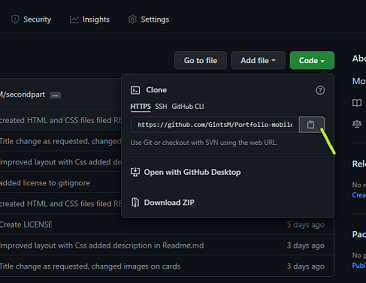 Security Insights Settings
Go to file Add file Code
Abo
M/secondpart
Mo
Clone
HTTPS SSH GitHub CLI
created HTML and CSS files filed RE
https://github.com/GintsM/Portfolio-mobile
Title change as requested, changed
Use Git or checkout with SVN using the web URL.
Improved layout with Css added des
Open with GitHub Desktop
Rele
added license to gitignore
No r
Crea
created HTML and CSS files filed RE
Download ZIP
Create LICENSE 5 days ago
Pac
Improved layout with Css added description in Readme.md 3 days ago
No p
Title change as requested, changed images on cards 3 days ago
Publ